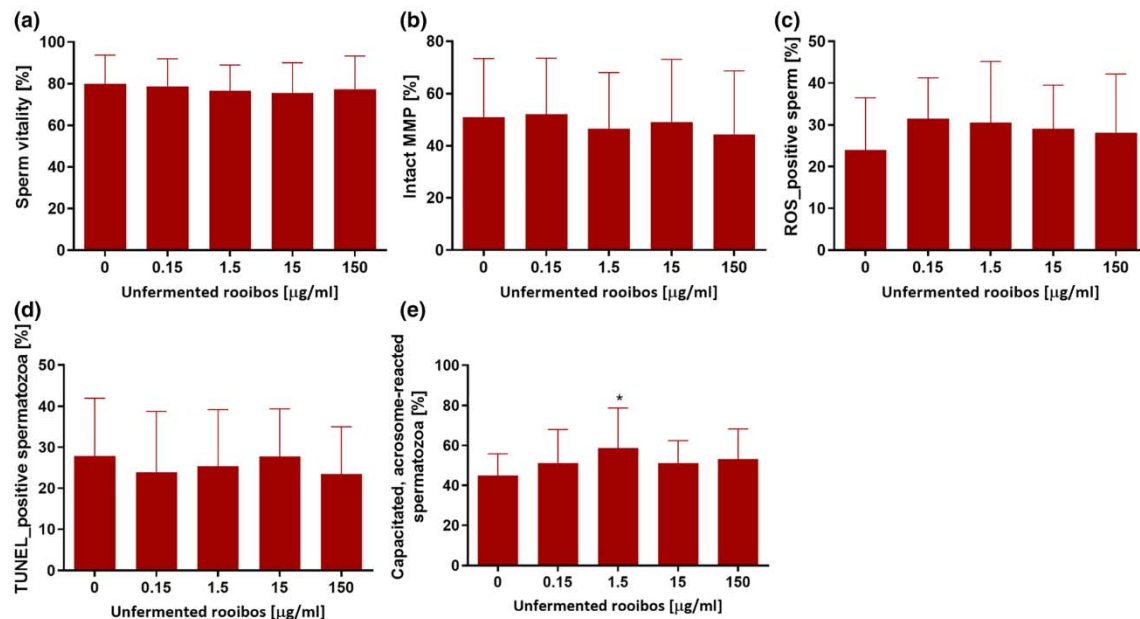 (a)
Sperm vitality [%]
100
80
60
40
20
0
0 0.15 1.5 15 150
Unfermented rooibos [μg/ml]
(b)
Intact MMP [%]
80
60
40
20
0
0 0.15 1.5 15 150
Unfermented rooibos [μg/ml]
(c)
ROS_positive sperm [%]
50
40
30
20
10
0
0 0.15 1.5 15 150
Unfermented rooibos [μg/ml]
(d)
TUNEL_positive spermatozoa [%]
50
40
30
20
10
0
0 0.15 1.5 15 150
Unfermented rooibos [μg/ml]
(e)
Capacitated, acrosome-reacted
spermatozoa [%]
100
80
60
40
20
0
*
0 0.15 1.5 15 150
Unfermented rooibos [μg/ml]